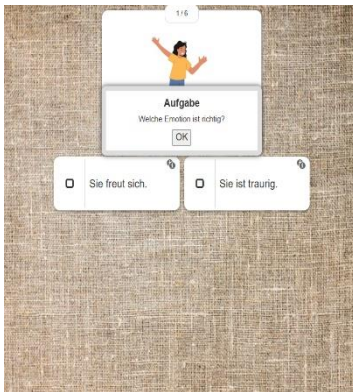 1/6
Aufgabe
Welche Emotion ist richtig?
OK
Sie freut sich.
Sie ist traurig.